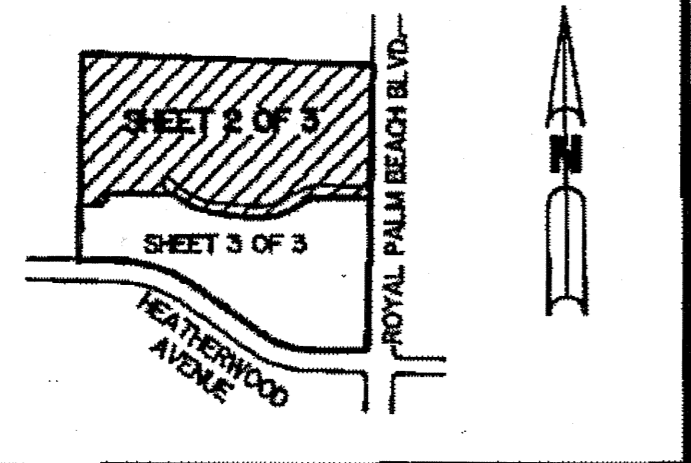 SHEET 2 OF 3
ROYAL PALM BEACH BLVD.
N
SHEET 3 OF 3
HEATHERWOOD
AVENUE